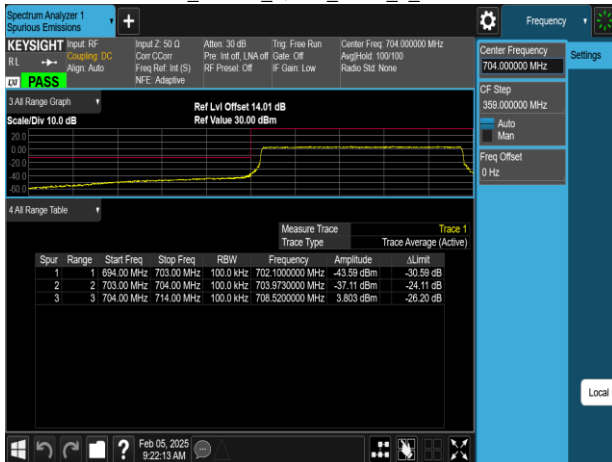 Spectrum Analyzer 1
Spurious Emissions
Frequency
KEYSIGHT
RL
LXI
PASS
Input: RF
Coupling: DC
Align: Auto
Input Z: 50 Ω
Corr CCorr
Freq Ref: Int (S)
NFE: Adaptive
Atten: 30 dB
Pre: Int off, LNA off
RF Preset: Off
Trig: Free Run
Gate: Off
IF Gain: Low
Center Freq: 704.000000 MHz
Avg|Hold: 100/100
Radio Std: None
Center Frequency
704.000000 MHz
Settings
CF Step
359.000000 MHz
Auto
Man
Freq Offset
0 Hz
3 All Range Graph
Scale/Div 10.0 dB
Ref Lvl Offset 14.01 dB
Ref Value 30.00 dBm
20.0
0.00
-20.0
-40.0
-60.0
4 All Range Table
Measure Trace Trace 1
Trace Type Trace Average (Active)
Spur Range Start Freq Stop Freq RBW Frequency Amplitude ΔLimit
1 1 694.00 MHz 703.00 MHz 100.0 kHz 702.1000000 MHz -43.59 dBm -30.59 dB
2 2 703.00 MHz 704.00 MHz 100.0 kHz 703.9730000 MHz -37.11 dBm -24.11 dB
3 3 704.00 MHz 714.00 MHz 100.0 kHz 708.5200000 MHz 3.803 dBm -26.20 dB
Local
Feb 05, 2025
9:22:13 AM